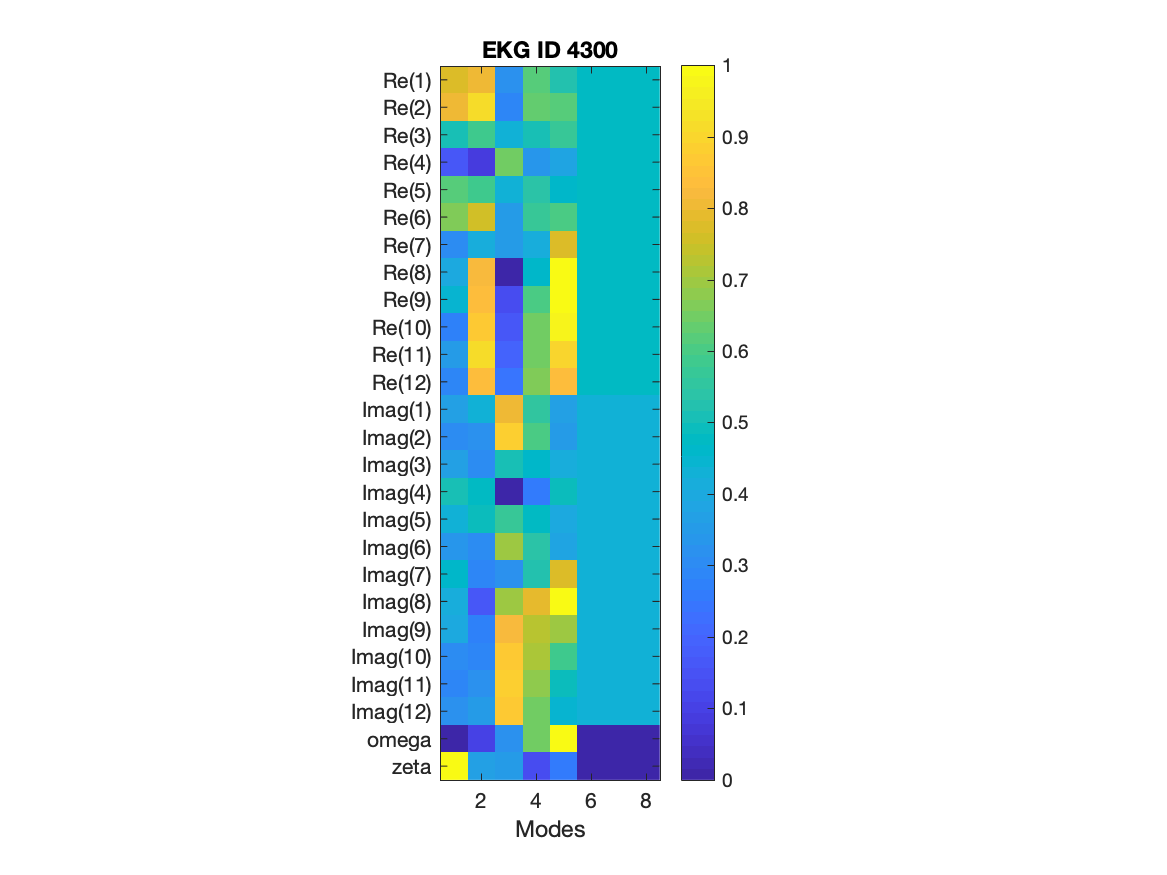 EKG ID 4300
Re(1)
Re(2)
Re(3)
Re(4)
Re(5)
Re(6)
Re(7)
Re(8)
Re(9)
Re(10)
Re(11)
Re(12)
Imag(1)
Imag(2)
Imag(3)
Imag(4)
Imag(5)
Imag(6)
Imag(7)
Imag(8)
Imag(9)
Imag(10)
Imag(11)
Imag(12)
omega
zeta
2 4 6 8
Modes
1
0.9
0.8
0.7
0.6
0.5
0.4
0.3
0.2
0.1
0